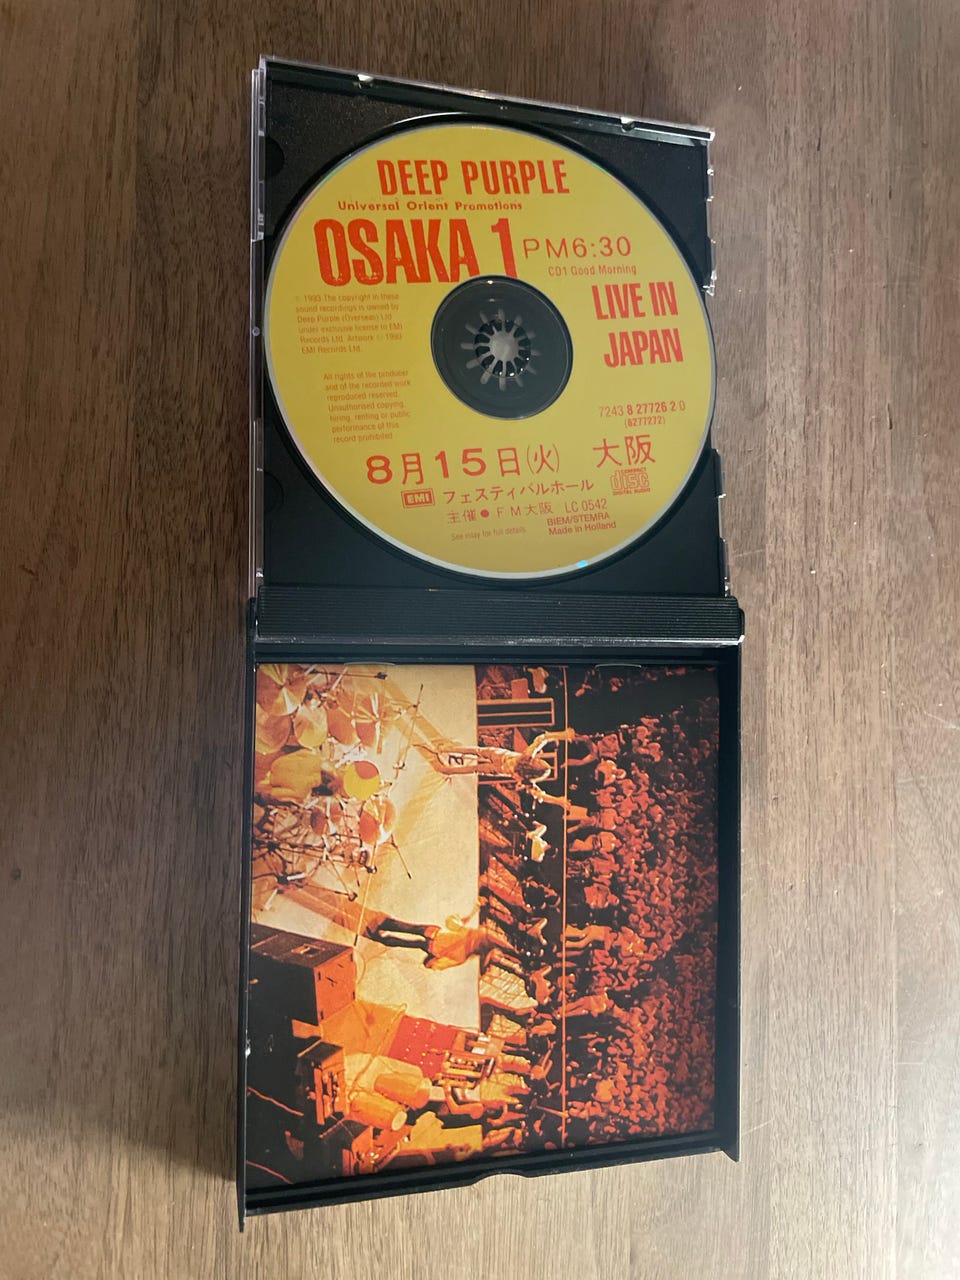 DEEP PURPLE
Universal Orient Promotions
OSAKA 1 PM6:30
CD1 Good Morning
LIVE IN
JAPAN
℗ 1993 The copyright in these
sound recordings is owned by
Deep Purple (Overseas) Ltd
under exclusive license to EMI
Records Ltd. Artwork © 1993
EMI Records Ltd.
All rights of the producer
and of the recorded work
reproduced reserved.
Unauthorised copying,
hiring, renting or public
performance of this
record prohibited
7243 8 27726 2 0
(8277272)
8月15日(火) 大阪
COMPACT
disc
DIGITAL AUDIO
EMI フェスティバルホール
主催●FM大阪 LC 0542
BIEM/STEMRA
Made in Holland
See inlay for full details